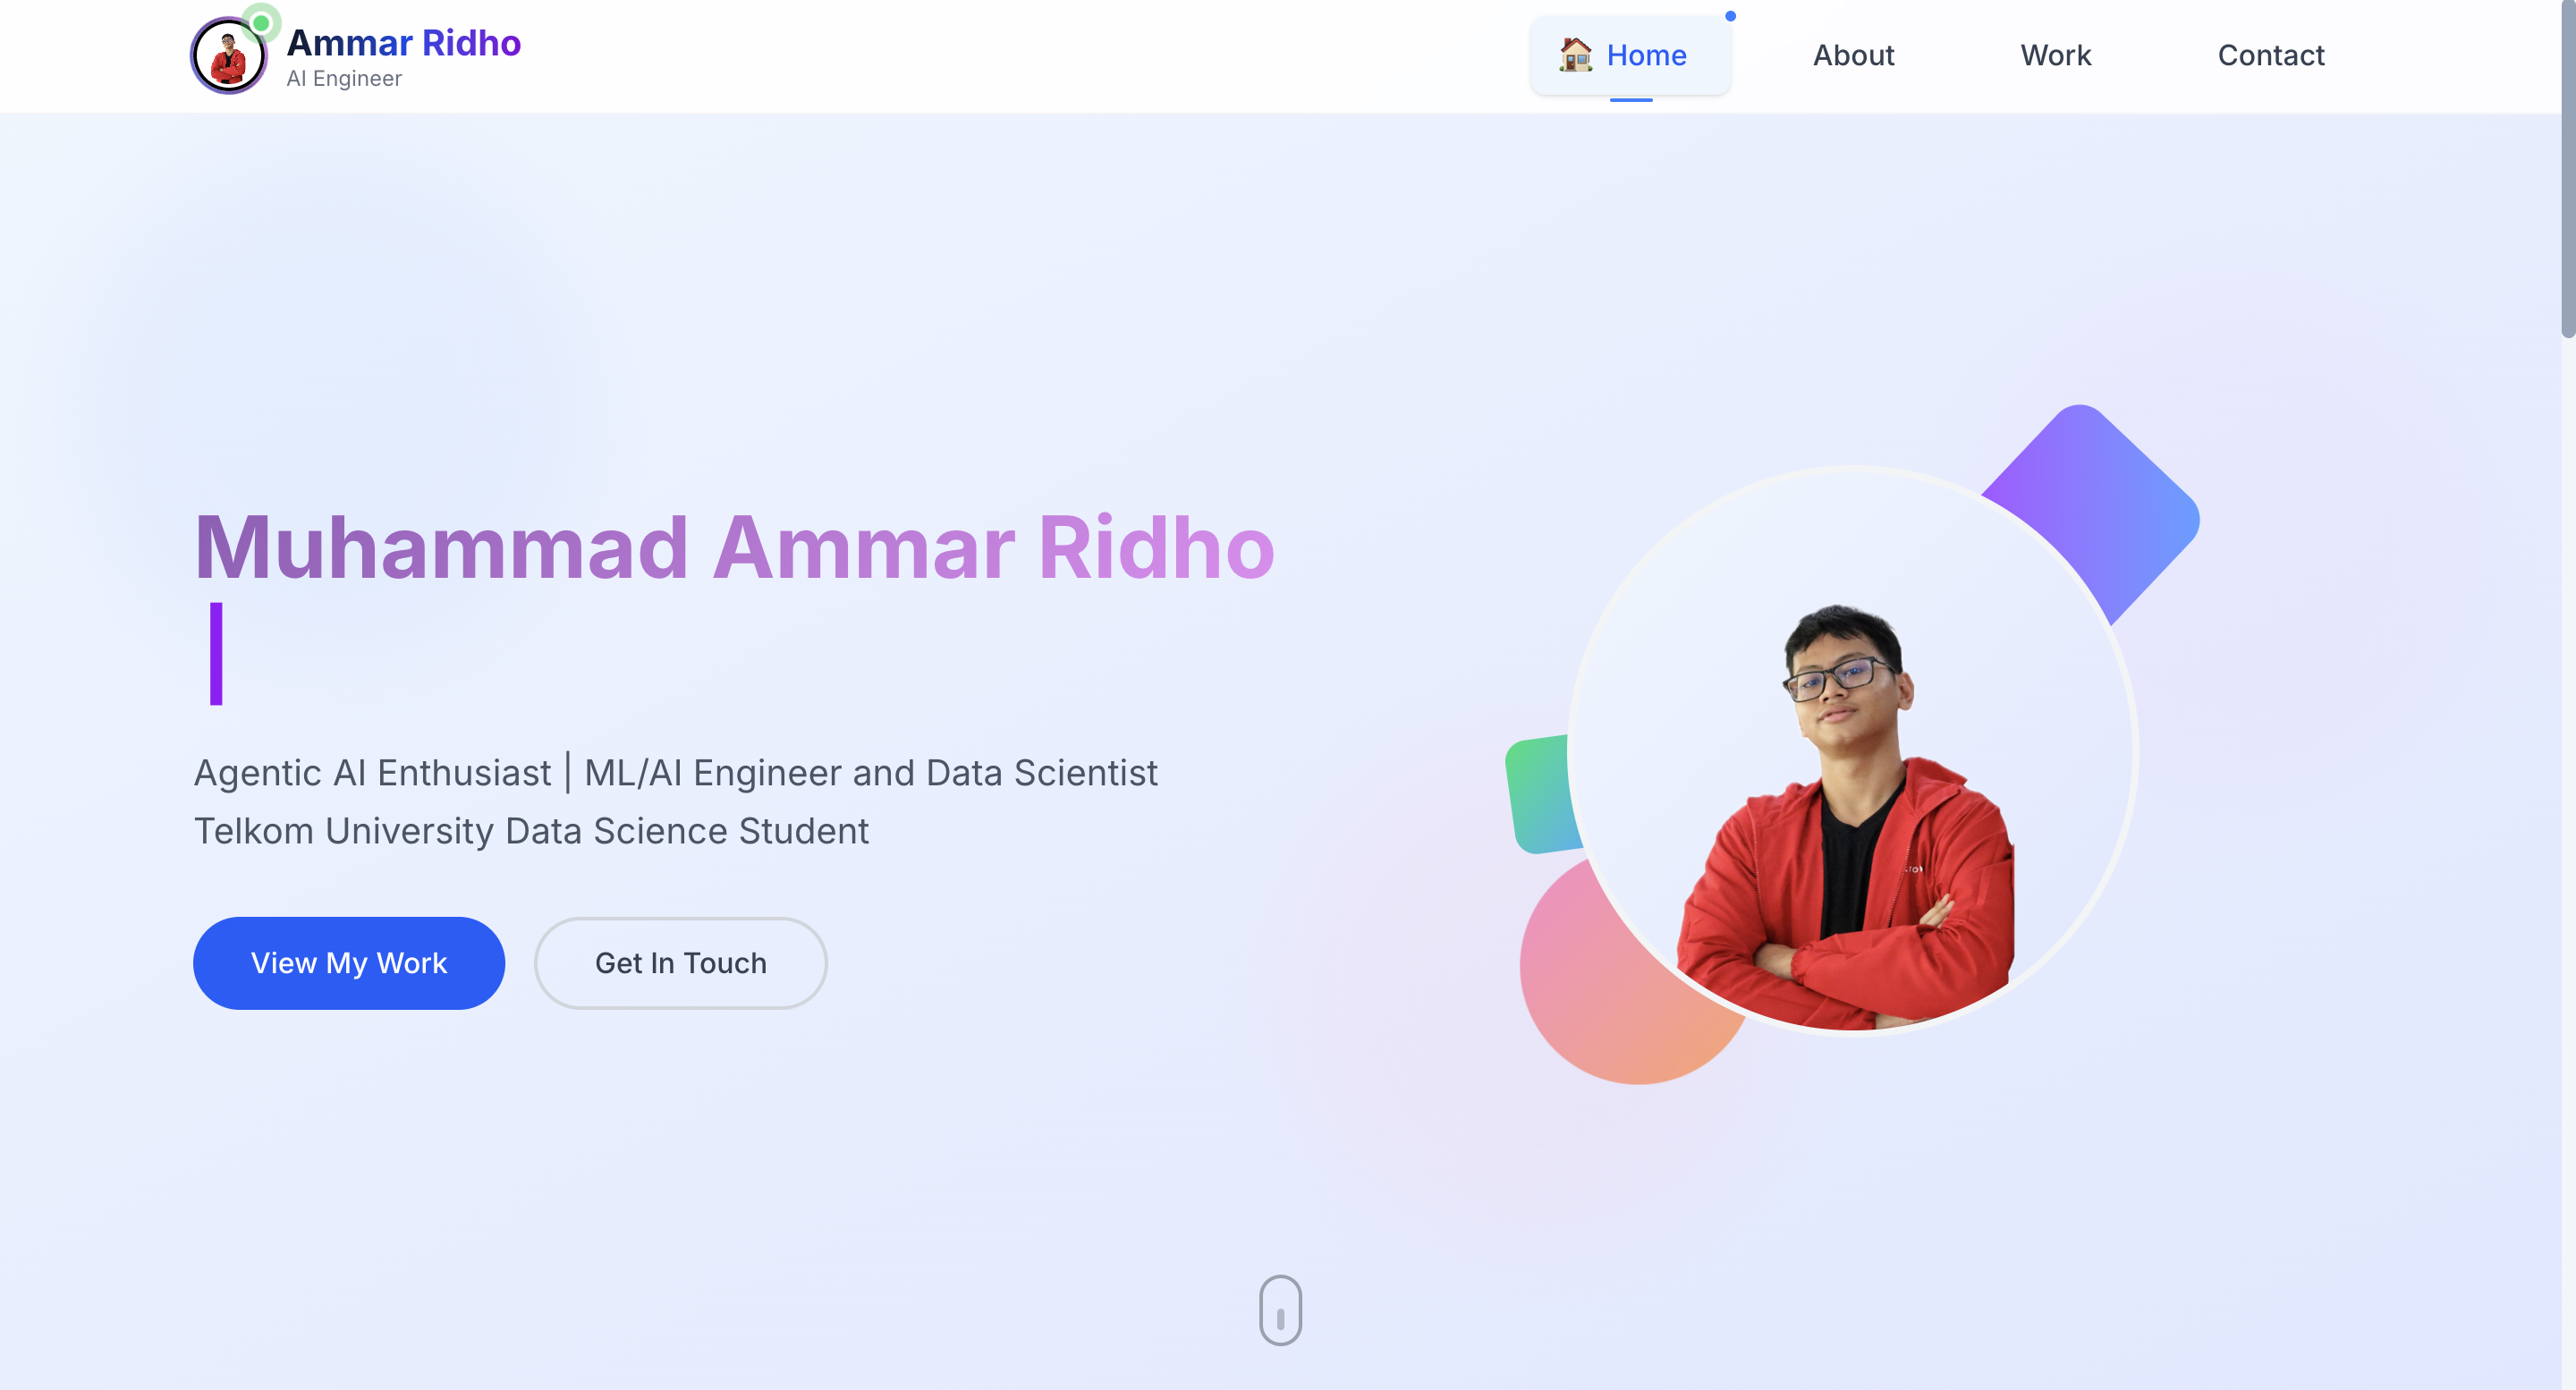 Ammar Ridho
AI Engineer
Home
About
Work
Contact
Muhammad Ammar Ridho
Agentic AI Enthusiast | ML/AI Engineer and Data Scientist
Telkom University Data Science Student
View My Work
Get In Touch